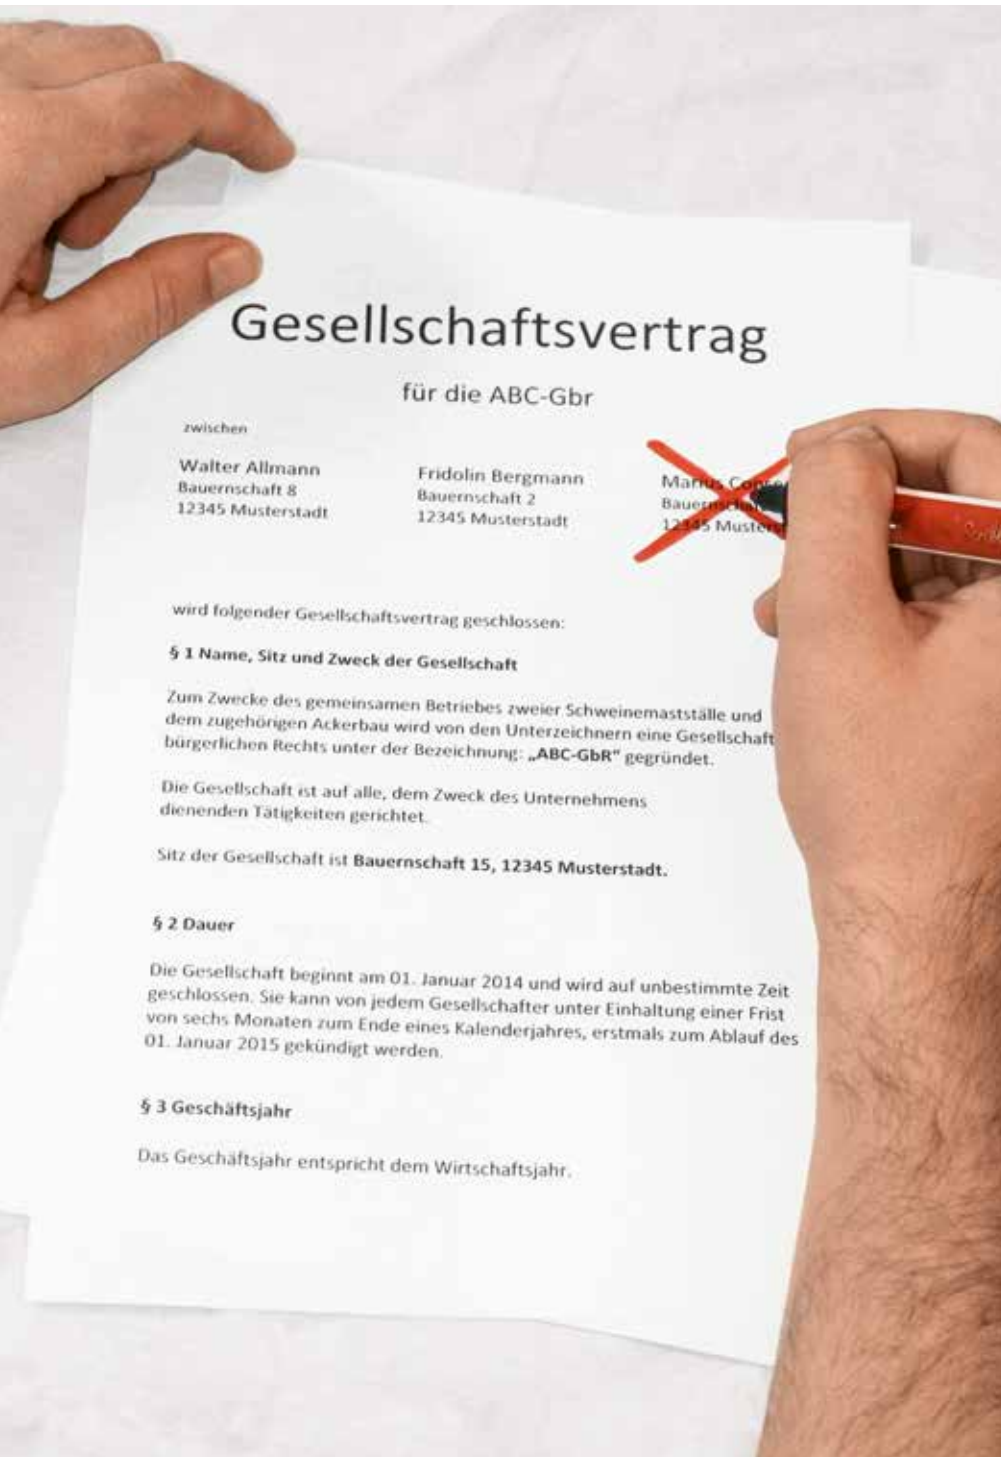 Gesellschaftsvertrag
für die ABC-Gbr
zwischen
Walter Allmann
Bauernschaft 8
12345 Musterstadt
Fridolin Bergmann
Bauernschaft 2
12345 Musterstadt
Marius
12345
wird folgender Gesellschaftsvertrag geschlossen:
§ 1 Name, Sitz und Zweck der Gesellschaft
Zum Zwecke des gemeinsamen Betriebes zweier Schweinemastställe und
dem zugehörigen Ackerbau wird von den Unterzeichnern eine Gesellschaft
bürgerlichen Rechts unter der Bezeichnung: „ABC-GbR“ gegründet.
Die Gesellschaft ist auf alle, dem Zweck des Unternehmens
dienenden Tätigkeiten gerichtet.
Sitz der Gesellschaft ist Bauernschaft 15, 12345 Musterstadt.
§ 2 Dauer
Die Gesellschaft beginnt am 01. Januar 2014 und wird auf unbestimmte Zeit
geschlossen. Sie kann von jedem Gesellschafter unter Einhaltung einer Frist
von sechs Monaten zum Ende eines Kalenderjahres, erstmals zum Ablauf des
01. Januar 2015 gekündigt werden.
§ 3 Geschäftsjahr
Das Geschäftsjahr entspricht dem Wirtschaftsjahr.